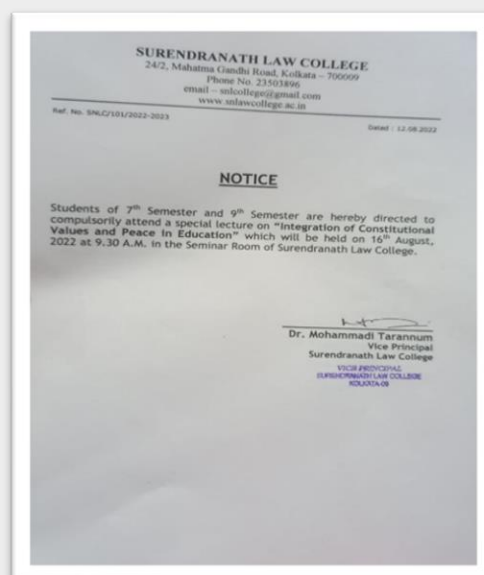 SURENDRANATH LAW COLLEGE
24/2, Mahatma Gandhi Road, Kolkata – 700009
Phone No. 23503896
email – snlcollege@gmail.com
www.snlawcollege.ac.in
Ref. No. SNLC/101/2022-2023
Dated : 12.08.2022
NOTICE
Students of 7th Semester and 9th Semester are hereby directed to
compulsorily attend a special lecture on "Integration of Constitutional
Values and Peace in Education" which will be held on 16th August,
2022 at 9.30 A.M. in the Seminar Room of Surendranath Law College.
Dr. Mohammadi Tarannum
Vice Principal
Surendranath Law College
VICE PRINCIPAL
SURENDRANATH LAW COLLEGE
KOLKATA-09